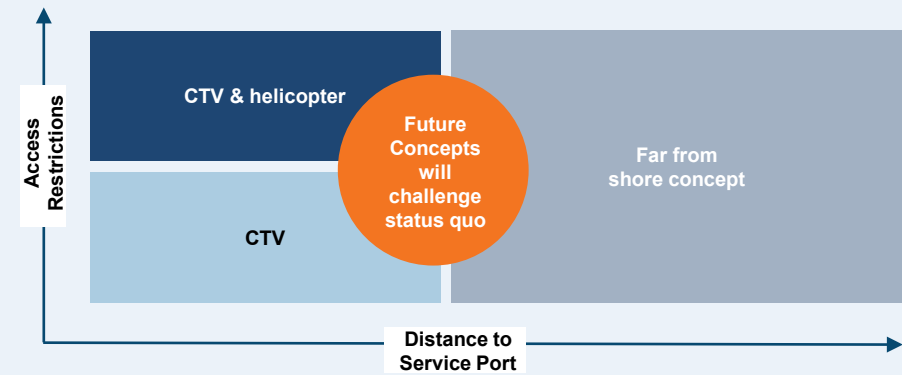 Access
Restrictions
CTV & helicopter
CTV
Future
Concepts
will
challenge
status quo
Far from
shore concept
Distance to
Service Port